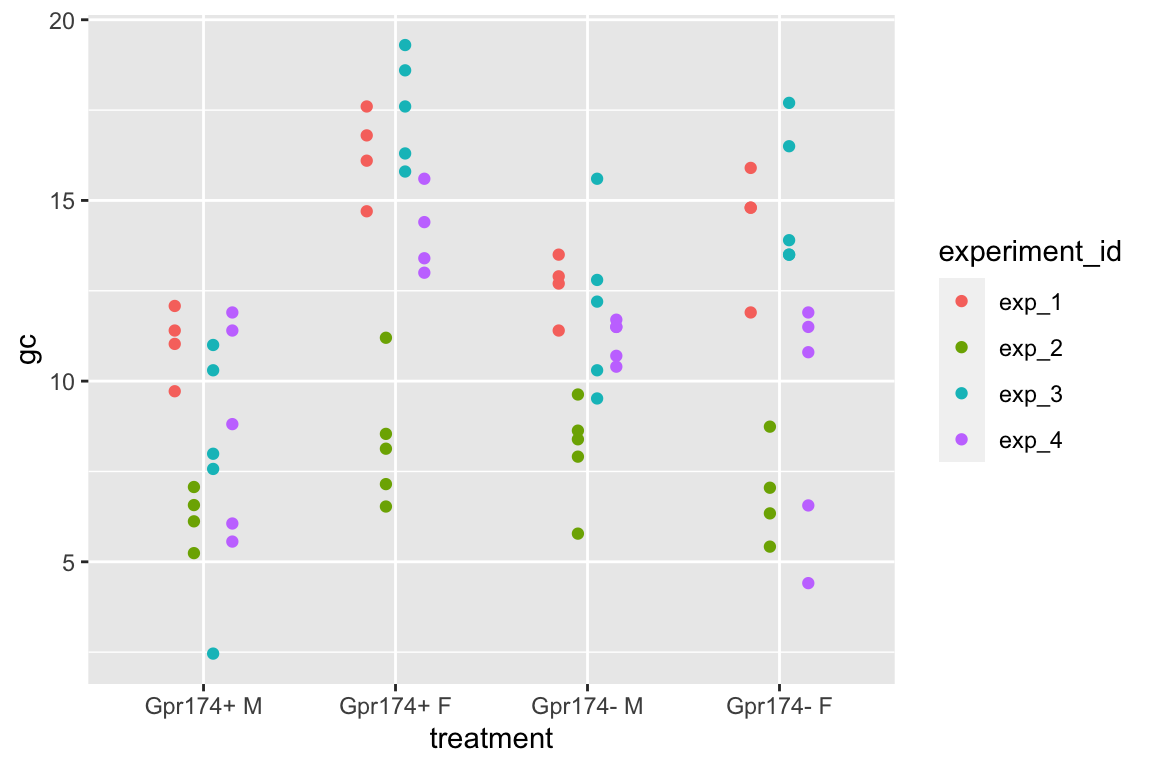 20
15
10
5
gc
Gpr174+ M
Gpr174+ F
Gpr174- M
Gpr174- F
treatment
experiment_id
exp_1
exp_2
exp_3
exp_4